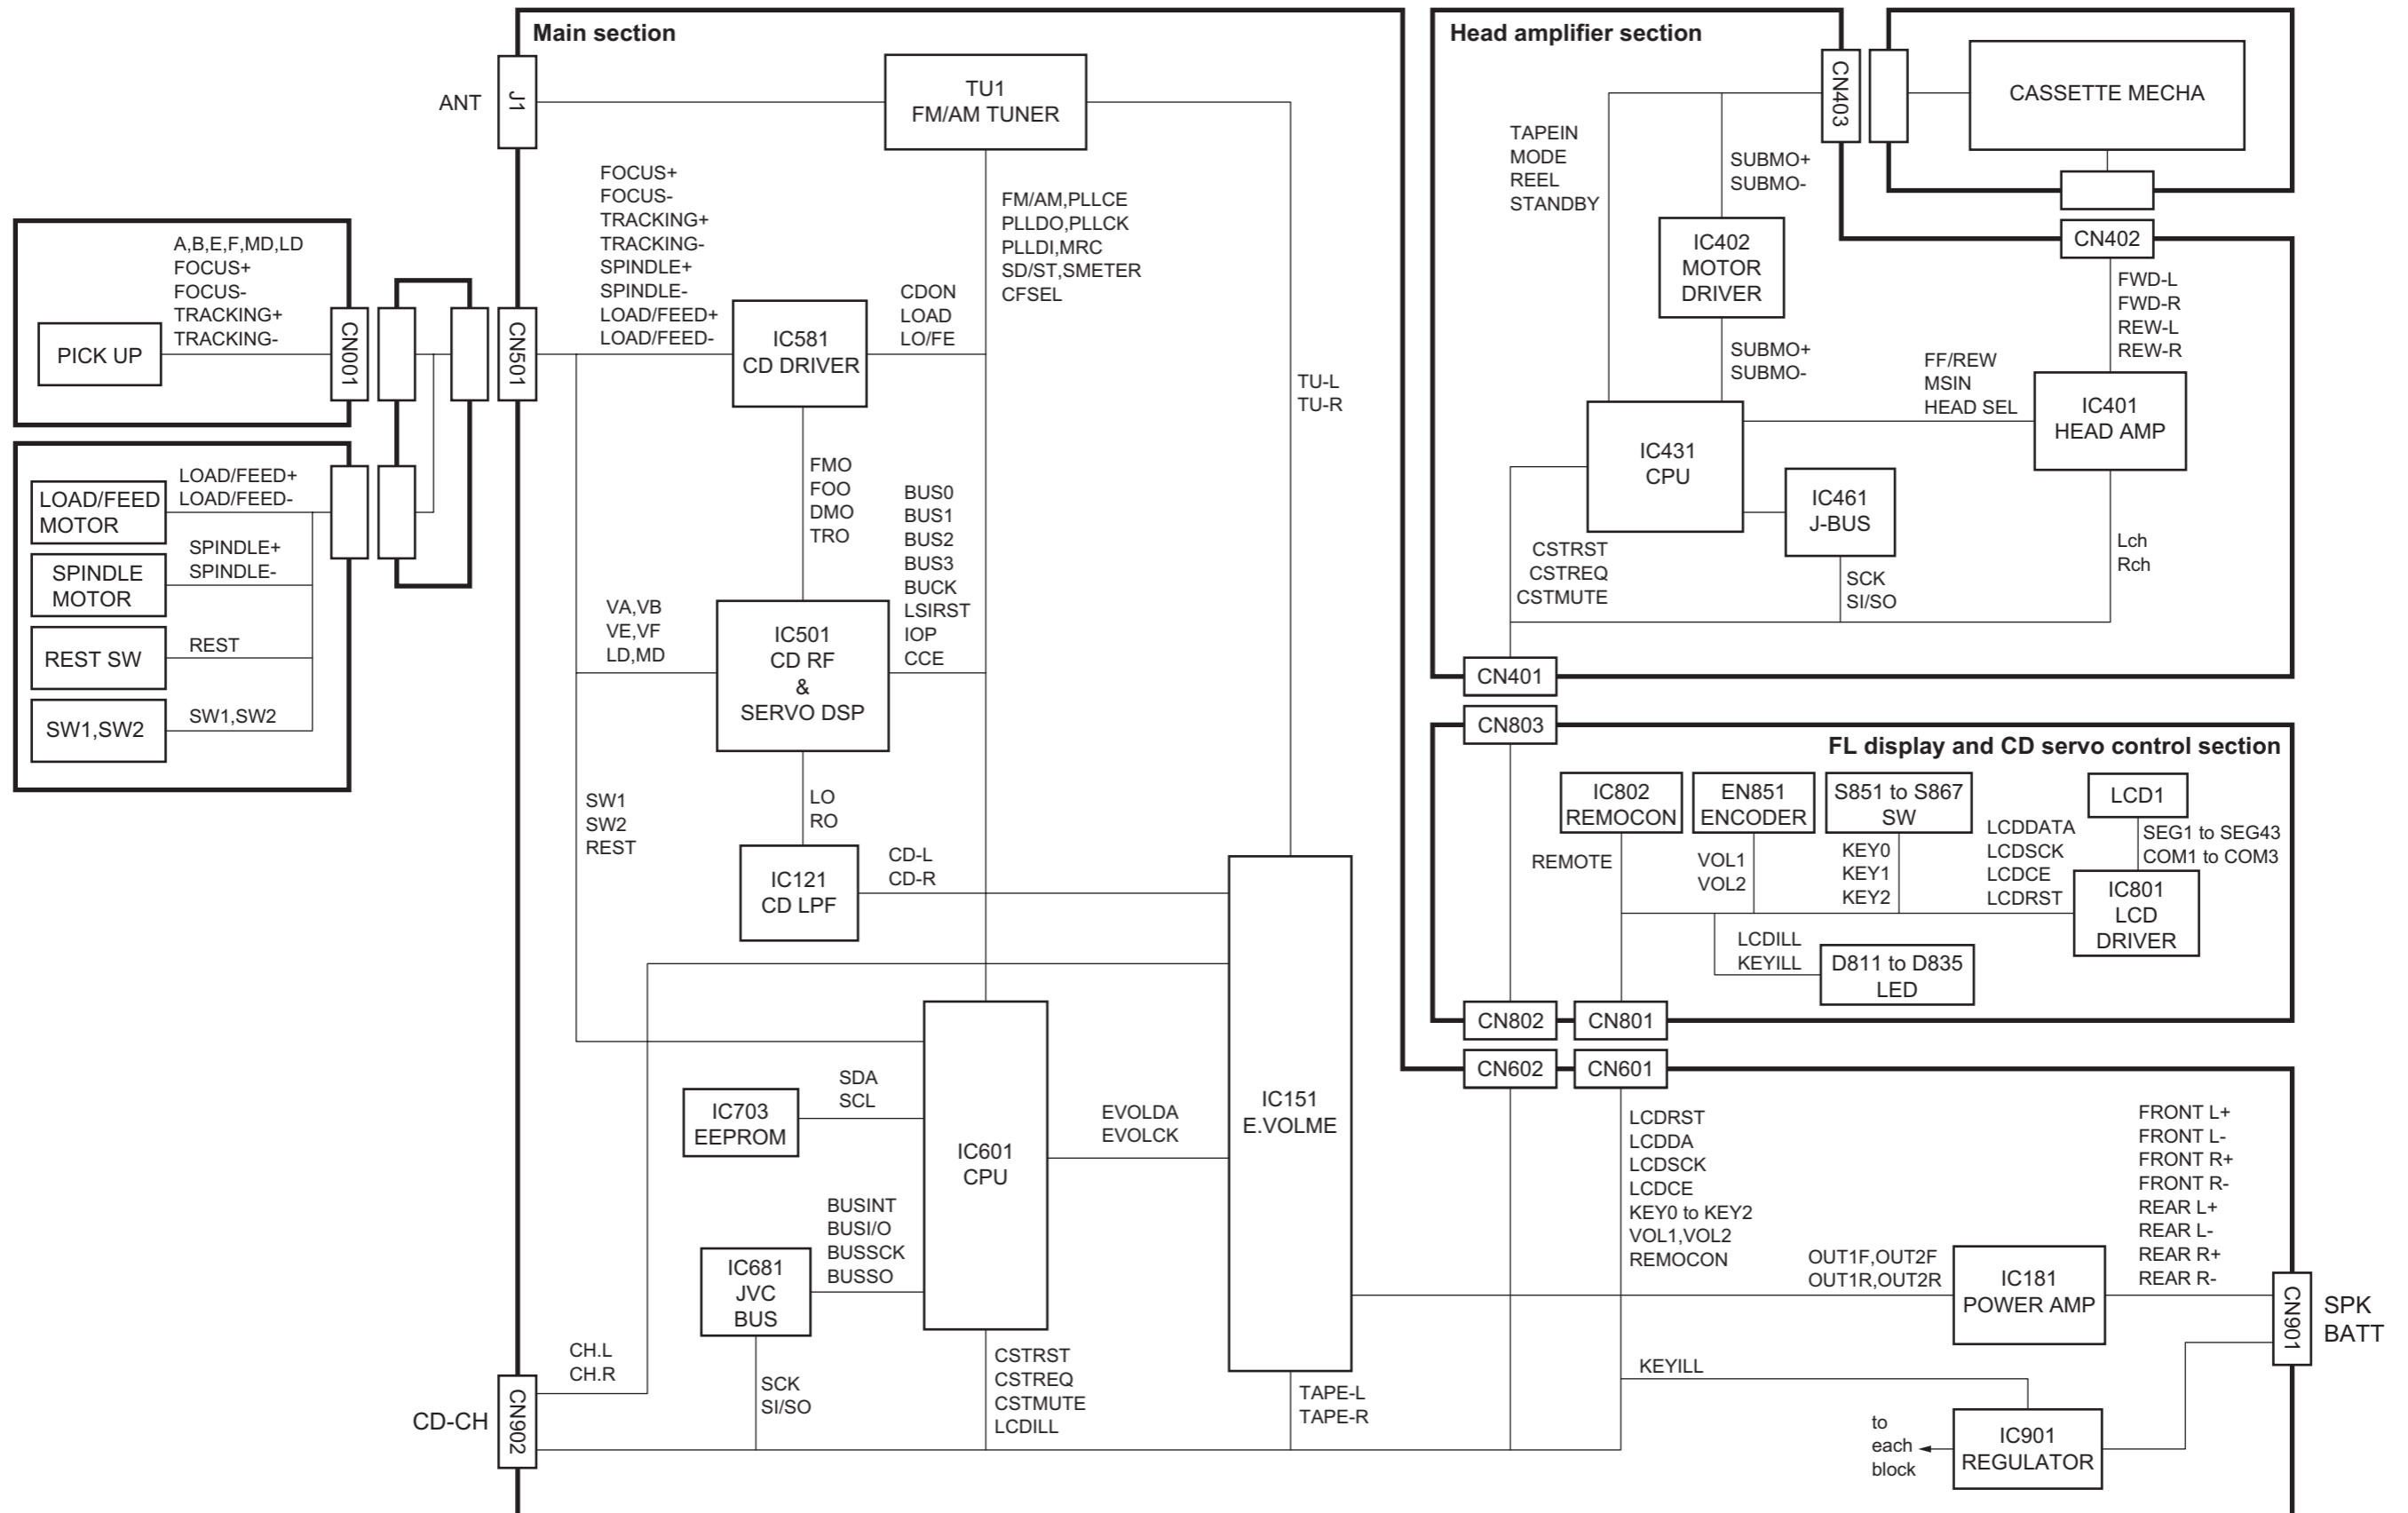 Main section
ANT
J1
TU1
FM/AM TUNER
FOCUS+
FOCUS-
TRACKING+
TRACKING-
SPINDLE+
SPINDLE-
LOAD/FEED+
LOAD/FEED-
FM/AM,PLLCE
PLLDO,PLLCK
PLLDI,MRC
SD/ST,SMETER
CFSEL
A,B,E,F,MD,LD
FOCUS+
FOCUS-
TRACKING+
TRACKING-
PICK UP
CN001
CN501
IC581
CD DRIVER
CDON
LOAD
LO/FE
TU-L
TU-R
LOAD/FEED
MOTOR
LOAD/FEED+
LOAD/FEED-
SPINDLE
MOTOR
SPINDLE+
SPINDLE-
REST SW
REST
SW1,SW2
SW1,SW2
FMO
FOO
DMO
TRO
BUS0
BUS1
BUS2
BUS3
BUCK
LSIRST
IOP
CCE
VA,VB
VE,VF
LD,MD
IC501
CD RF
&
SERVO DSP
SW1
SW2
REST
LO
RO
IC121
CD LPF
CD-L
CD-R
IC703
EEPROM
SDA
SCL
IC601
CPU
EVOLDA
EVOLCK
IC151
E.VOLME
IC681
JVC
BUS
BUSINT
BUSI/O
BUSSCK
BUSSO
CH.L
CH.R
CD-CH
CN902
SCK
SI/SO
CSTRST
CSTREQ
CSTMUTE
LCDILL
TAPE-L
TAPE-R
Head amplifier section
CN403
CASSETTE MECHA
TAPEIN
MODE
REEL
STANDBY
SUBMO+
SUBMO-
IC402
MOTOR
DRIVER
SUBMO+
SUBMO-
CN402
FWD-L
FWD-R
REW-L
REW-R
FF/REW
MSIN
HEAD SEL
IC401
HEAD AMP
IC431
CPU
IC461
J-BUS
CSTRST
CSTREQ
CSTMUTE
SCK
SI/SO
Lch
Rch
CN401
CN803
FL display and CD servo control section
IC802
REMOCON
EN851
ENCODER
S851 to S867
SW
LCD1
REMOTE
VOL1
VOL2
KEY0
KEY1
KEY2
LCDDATA
LCDSCK
LCDCE
LCDRST
SEG1 to SEG43
COM1 to COM3
IC801
LCD
DRIVER
LCDILL
KEYILL
D811 to D835
LED
CN802
CN801
CN602
CN601
LCDRST
LCDDA
LCDSCK
LCDCE
KEY0 to KEY2
VOL1,VOL2
REMOCON
OUT1F,OUT2F
OUT1R,OUT2R
IC181
POWER AMP
FRONT L+
FRONT L-
FRONT R+
FRONT R-
REAR L+
REAR L-
REAR R+
REAR R-
CN901
SPK
BATT
KEYILL
to
each
block
IC901
REGULATOR